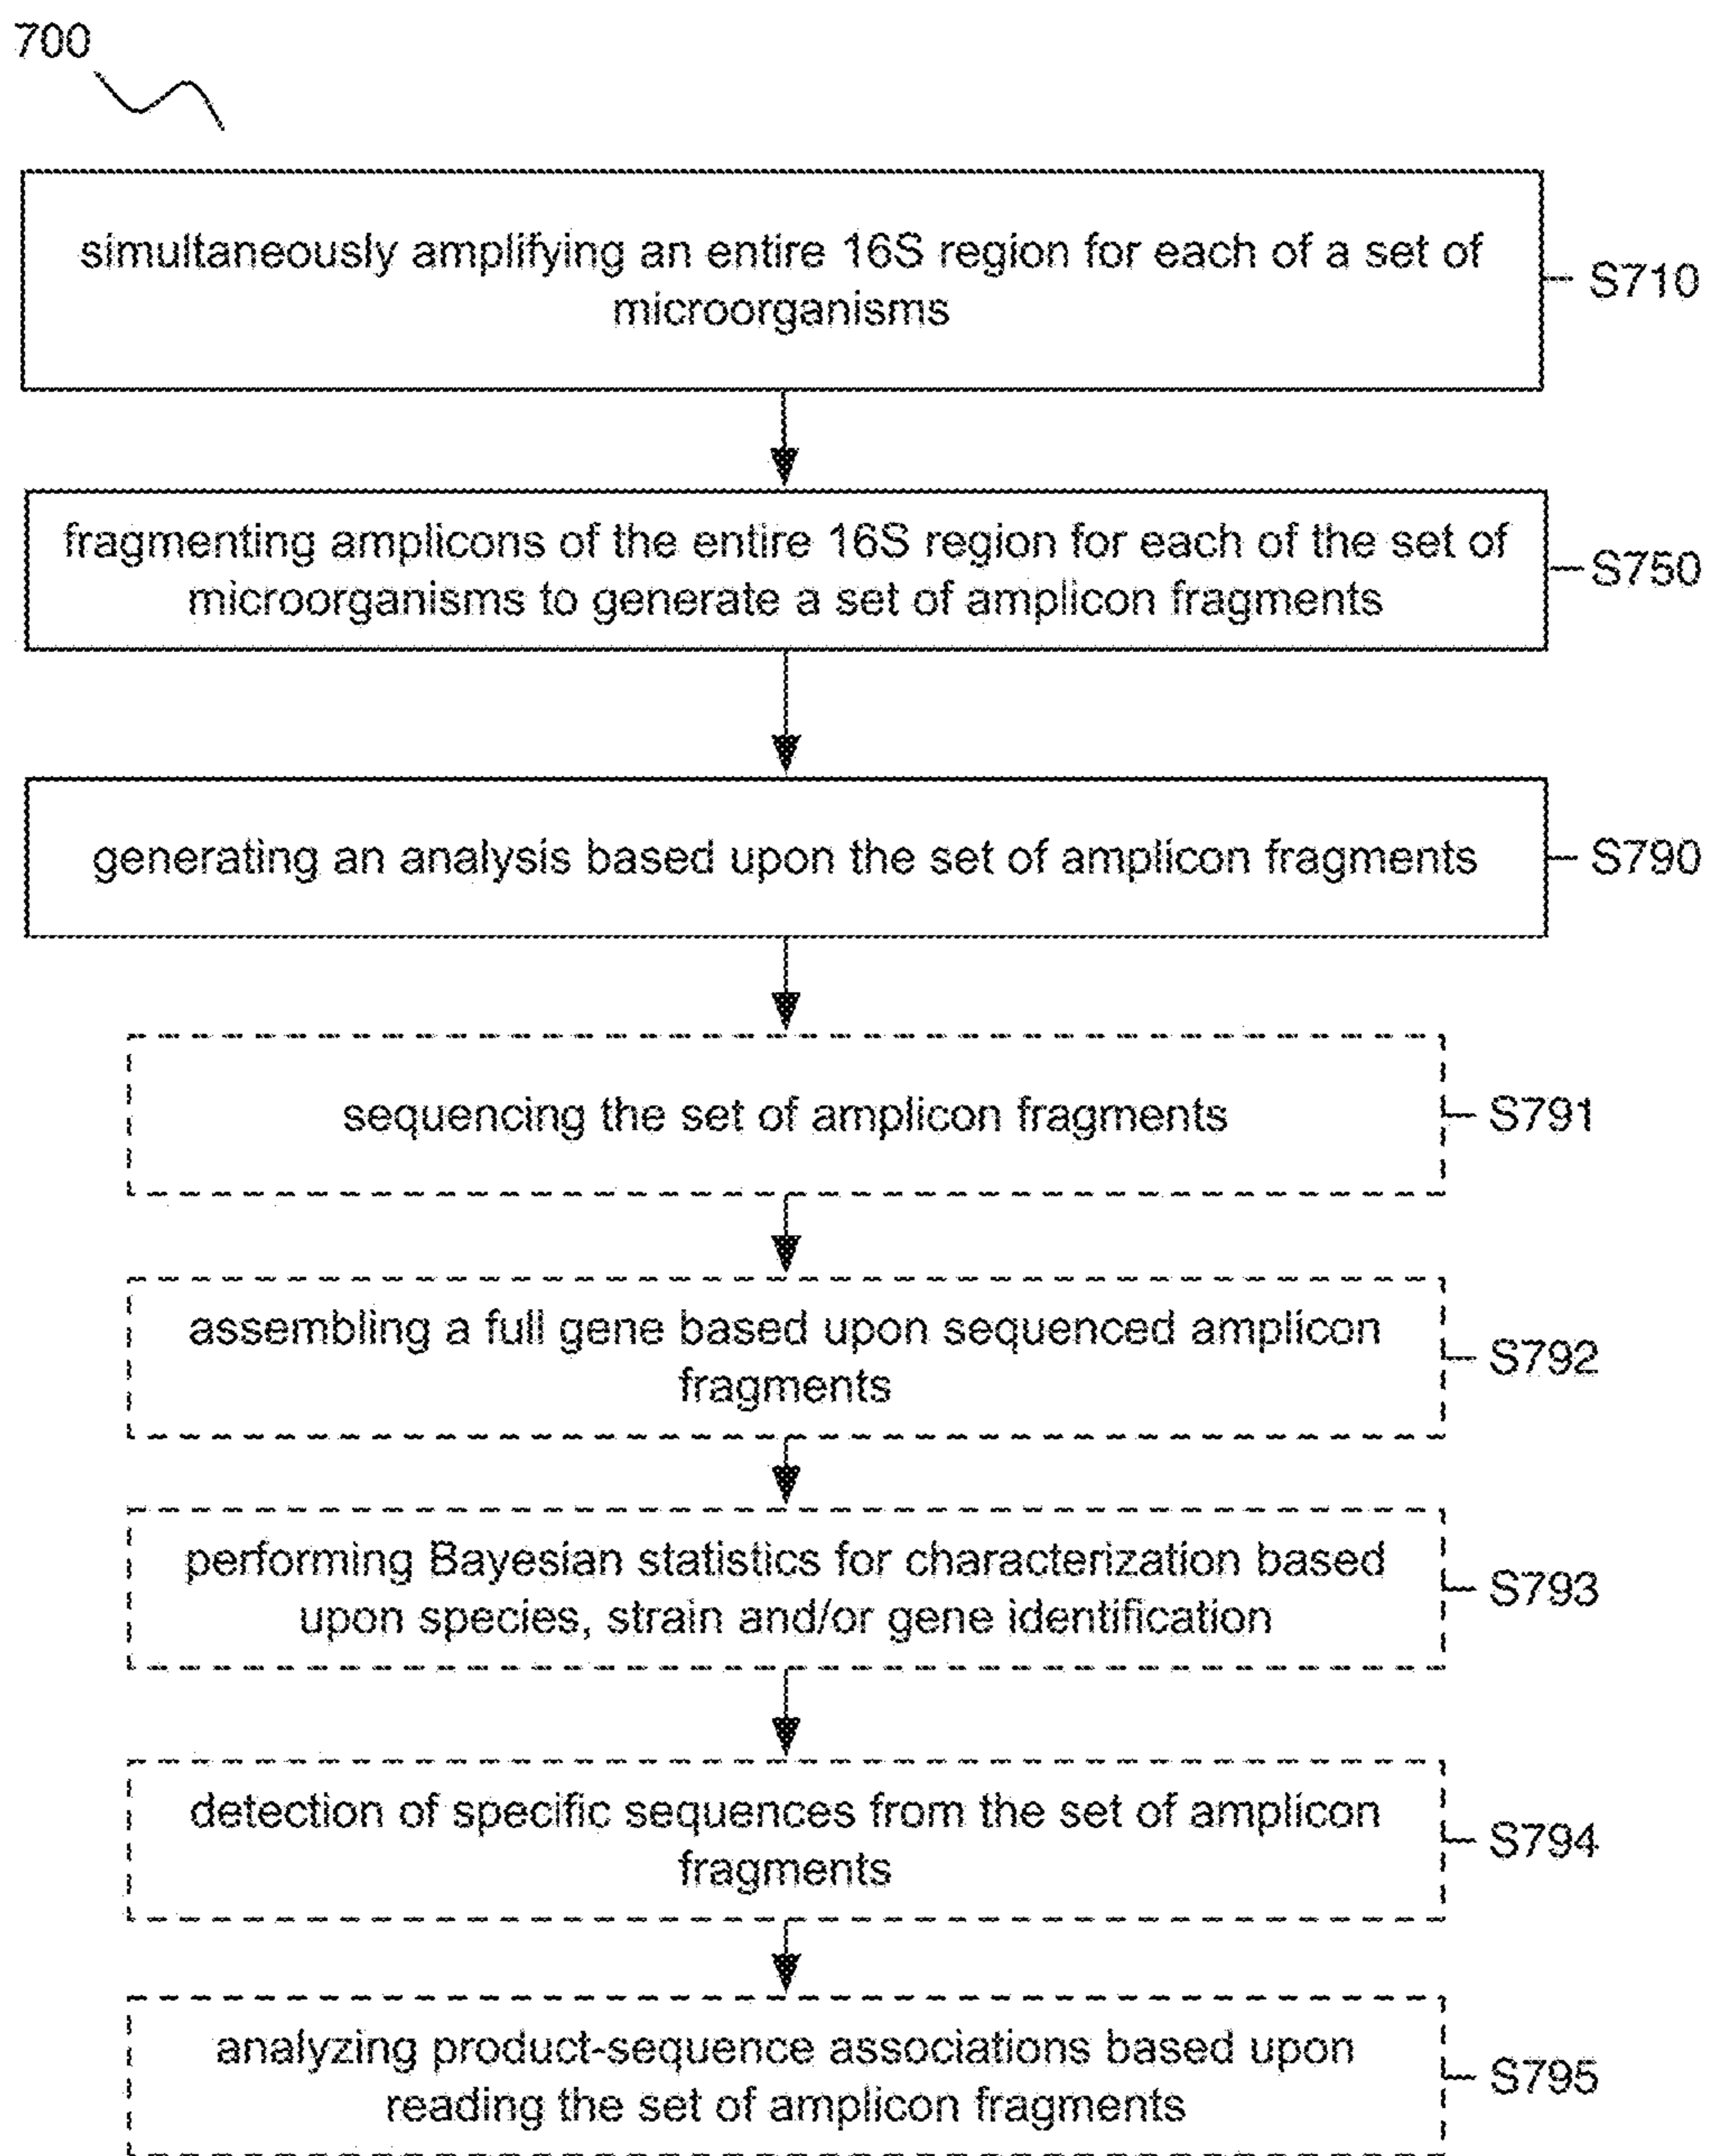 700
simultaneously amplifying an entire 16S region for each of a set of
microorganisms
S710
fragmenting amplicons of the entire 16S region for each of the set of
microorganisms to generate a set of amplicon fragments
S750
generating an analysis based upon the set of amplicon fragments
S790
sequencing the set of amplicon fragments
S791
assembling a full gene based upon sequenced amplicon
fragments
S792
performing Bayesian statistics for characterization based
upon species, strain and/or gene identification
S793
detection of specific sequences from the set of amplicon
fragments
S794
analyzing product-sequence associations based upon
reading the set of amplicon fragments
S795